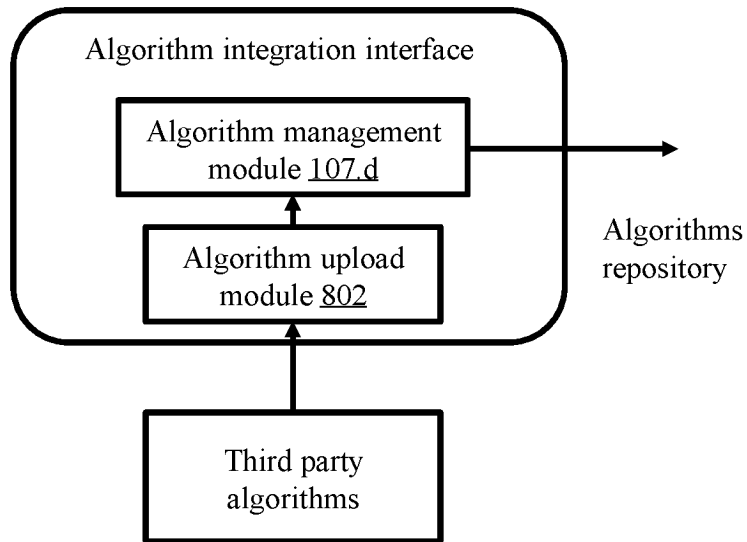 Algorithm integration interface
Algorithm management
module 107.d
Algorithm upload
module 802
Algorithms
repository
Third party
algorithms